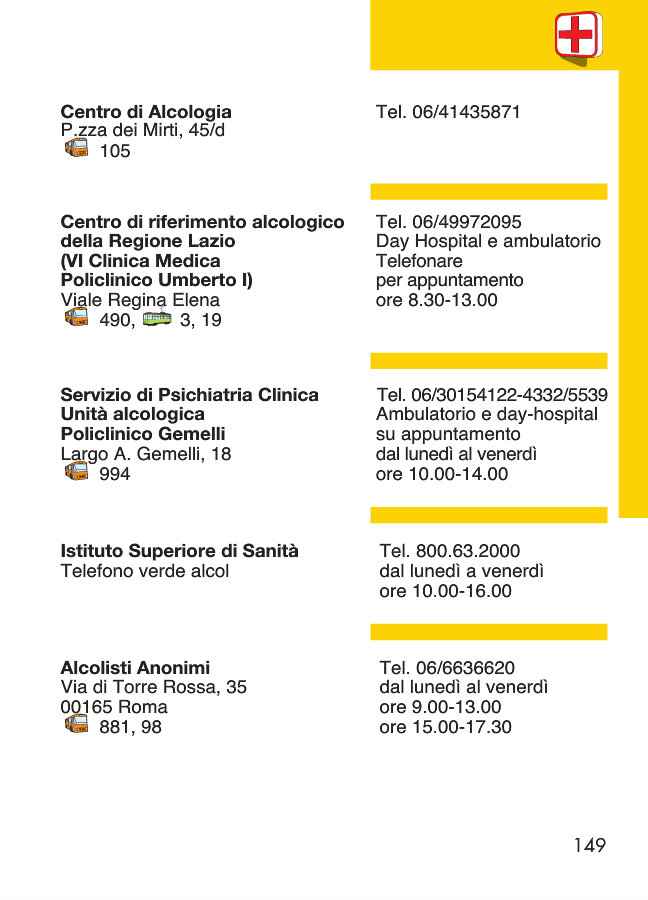 Centro di Alcologia
P.zza dei Mirti, 45/d
105
Tel. 06/41435871
Centro di riferimento alcologico
della Regione Lazio
(VI Clinica Medica
Policlinico Umberto I)
Viale Regina Elena
490, 3, 19
Tel. 06/49972095
Day Hospital e ambulatorio
Telefonare
per appuntamento
ore 8.30-13.00
Servizio di Psichiatria Clinica
Unità alcologica
Policlinico Gemelli
Largo A. Gemelli, 18
994
Tel. 06/30154122-4332/5539
Ambulatorio e day-hospital
su appuntamento
dal lunedì al venerdì
ore 10.00-14.00
Istituto Superiore di Sanità
Telefono verde alcol
Tel. 800.63.2000
dal lunedì a venerdì
ore 10.00-16.00
Alcolisti Anonimi
Via di Torre Rossa, 35
00165 Roma
881, 98
Tel. 06/6636620
dal lunedì al venerdì
ore 9.00-13.00
ore 15.00-17.30
149